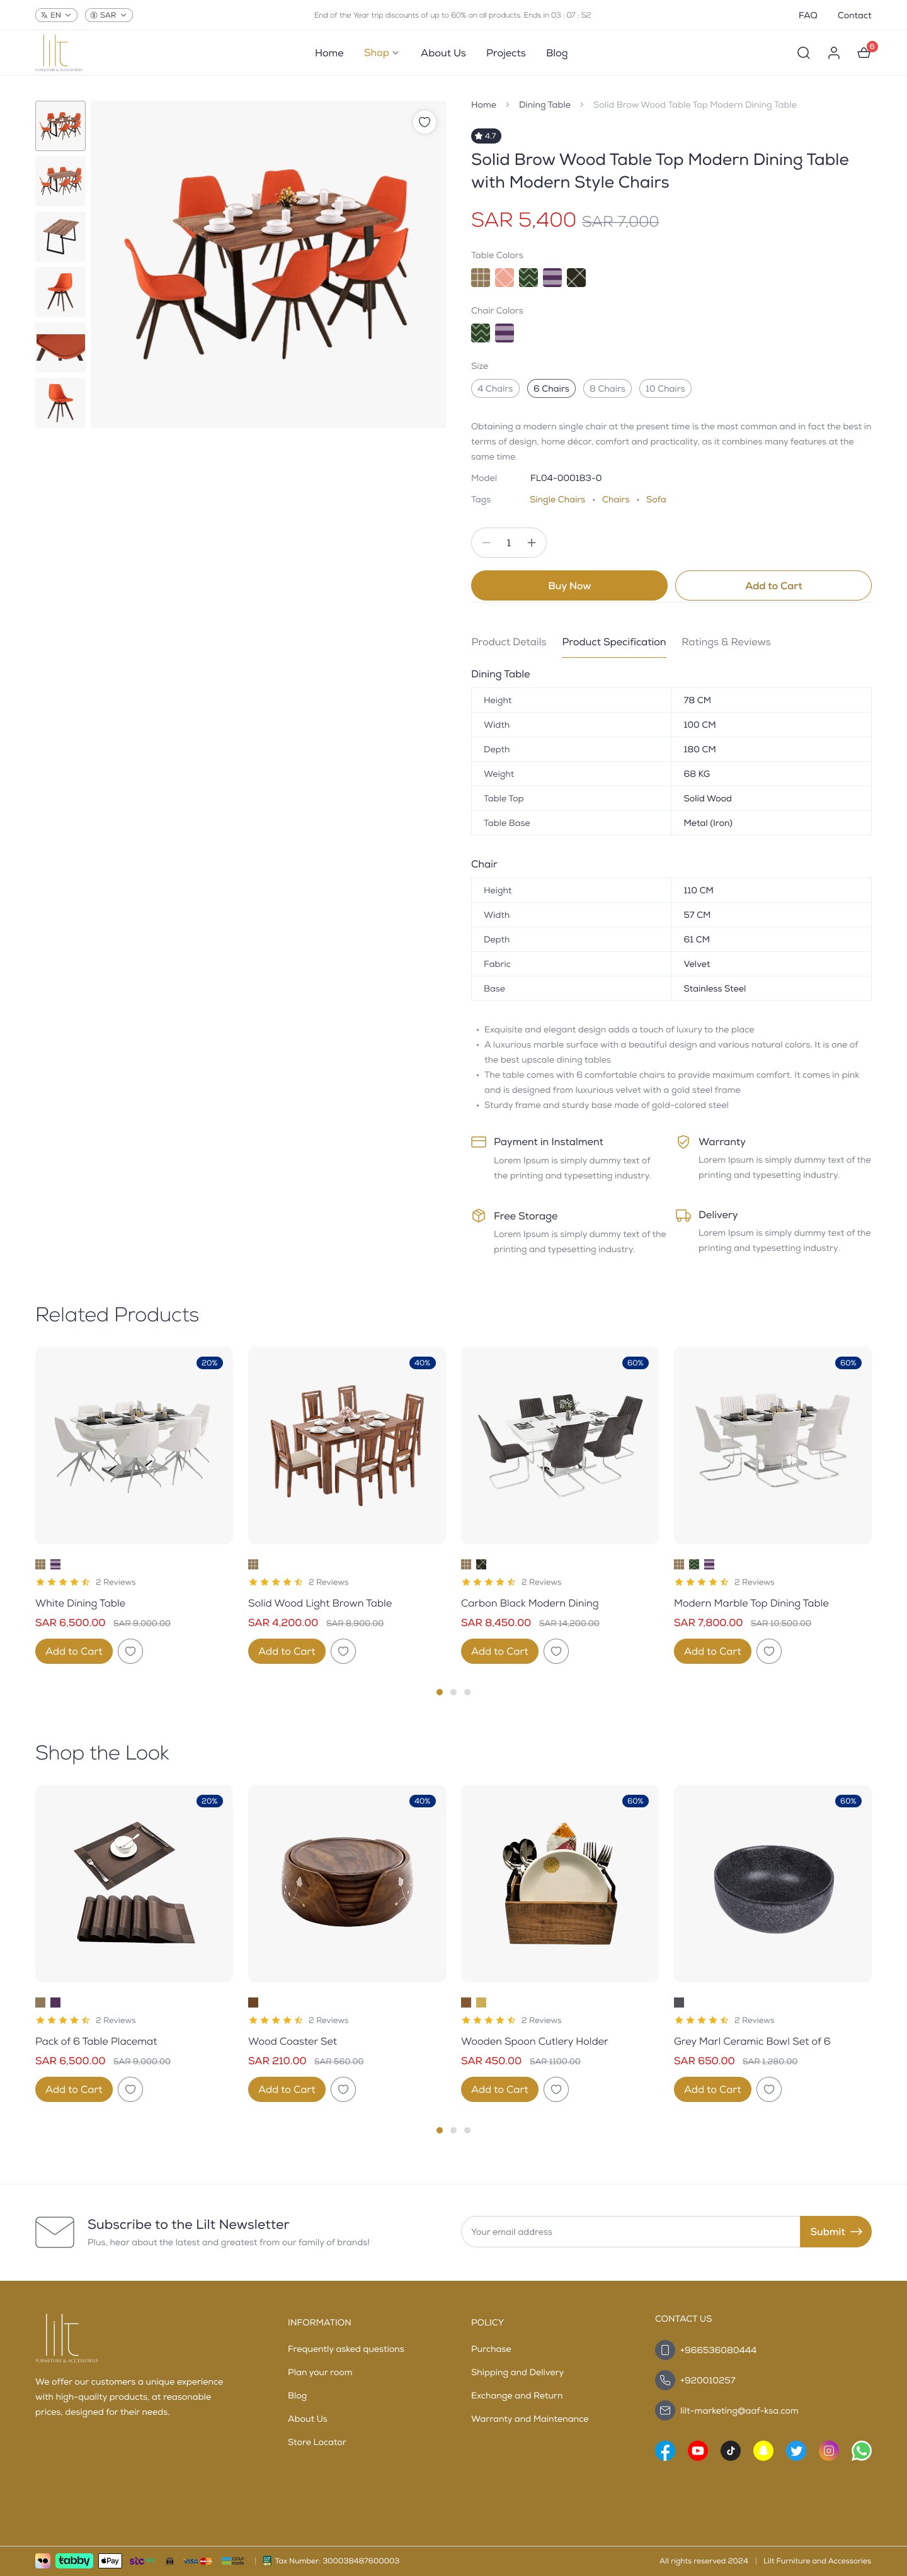 EN SAR End of the Year trip discounts of up to 60% on all products. Ends in 03 : 07 : 52 FAQ Contact
lilt Home Shop About Us Projects Blog 6
FURNITURE & ACCESSORIES
Home > Dining Table > Solid Brow Wood Table Top Modern Dining Table
4.7
Solid Brow Wood Table Top Modern Dining Table
with Modern Style Chairs
SAR 5,400 SAR 7,000
Table Colors
Chair Colors
Size
4 Chairs 6 Chairs 8 Chairs 10 Chairs
Obtaining a modern single chair at the present time is the most common and in fact the best in
terms of design, home décor, comfort and practicality, as it combines many features at the
same time.
Model FL04-000183-0
Tags Single Chairs • Chairs • Sofa
1
Buy Now Add to Cart
Product Details Product Specification Ratings & Reviews
Dining Table
Height 78 CM
Width 100 CM
Depth 180 CM
Weight 68 KG
Table Top Solid Wood
Table Base Metal (Iron)
Chair
Height 110 CM
Width 57 CM
Depth 61 CM
Fabric Velvet
Base Stainless Steel
• Exquisite and elegant design adds a touch of luxury to the place
• A luxurious marble surface with a beautiful design and various natural colors. It is one of
the best upscale dining tables
• The table comes with 6 comfortable chairs to provide maximum comfort. It comes in pink
and is designed from luxurious velvet with a gold steel frame
• Sturdy frame and sturdy base made of gold-colored steel
Payment in Instalment
Lorem Ipsum is simply dummy text of
the printing and typesetting industry.
Warranty
Lorem Ipsum is simply dummy text of the
printing and typesetting industry.
Free Storage
Lorem Ipsum is simply dummy text of the
printing and typesetting industry.
Delivery
Lorem Ipsum is simply dummy text of the
printing and typesetting industry.
Related Products
20% 40% 60% 60%
2 Reviews 2 Reviews 2 Reviews 2 Reviews
White Dining Table Solid Wood Light Brown Table Carbon Black Modern Dining Modern Marble Top Dining Table
SAR 6,500.00 SAR 9,000.00 SAR 4,200.00 SAR 8,900.00 SAR 8,450.00 SAR 14,200.00 SAR 7,800.00 SAR 10,500.00
Add to Cart Add to Cart Add to Cart Add to Cart
Shop the Look
20% 40% 60% 60%
2 Reviews 2 Reviews 2 Reviews 2 Reviews
Pack of 6 Table Placemat Wood Coaster Set Wooden Spoon Cutlery Holder Grey Marl Ceramic Bowl Set of 6
SAR 6,500.00 SAR 9,000.00 SAR 210.00 SAR 560.00 SAR 450.00 SAR 1100.00 SAR 650.00 SAR 1,280.00
Add to Cart Add to Cart Add to Cart Add to Cart
Subscribe to the Lilt Newsletter
Plus, hear about the latest and greatest from our family of brands!
Your email address Submit
lilt
FURNITURE & ACCESSORIES
We offer our customers a unique experience
with high-quality products, at reasonable
prices, designed for their needs.
INFORMATION
Frequently asked questions
Plan your room
Blog
About Us
Store Locator
POLICY
Purchase
Shipping and Delivery
Exchange and Return
Warranty and Maintenance
CONTACT US
+966536080444
+920010257
lilt-marketing@aaf-ksa.com
tabby Pay stc VISA mada | Tax Number: 300038487600003 All rights reserved 2024 | Lilt Furniture and Accessories